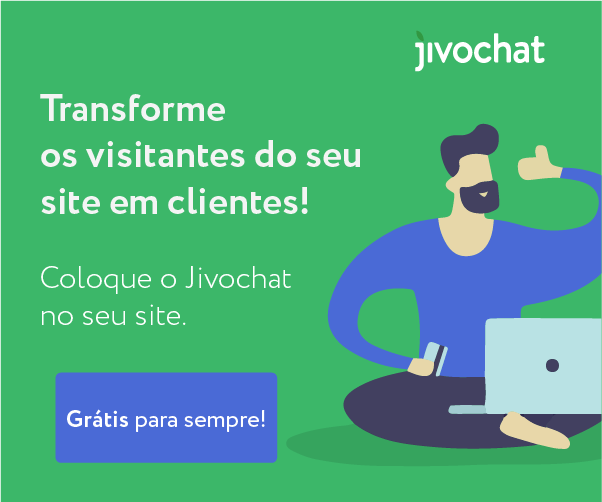 jivochat
Transforme
os visitantes do seu
site em clientes!
Coloque o Jivochat
no seu site.
Grátis para sempre!